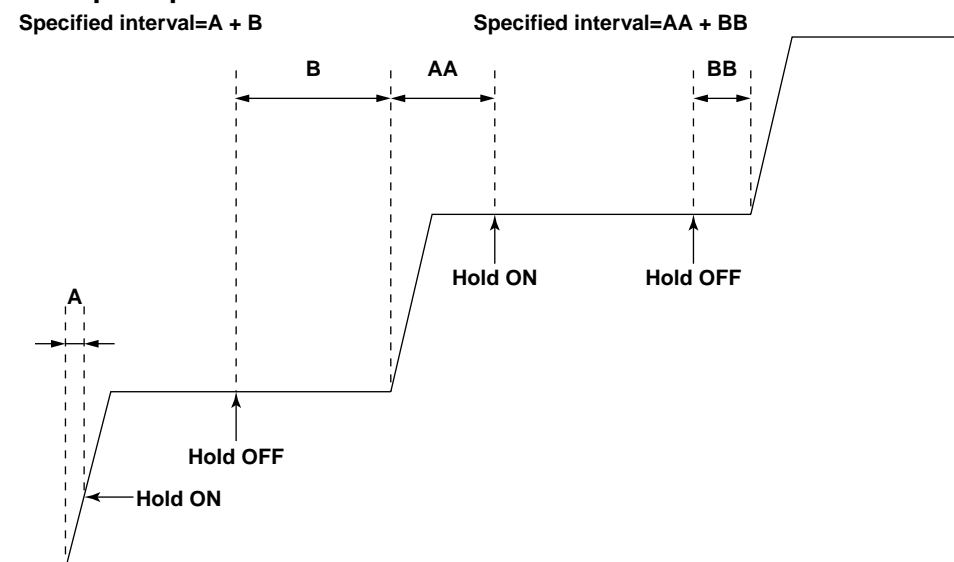 Specified interval=A + B
Specified interval=AA + BB
B
AA
BB
Hold ON
Hold OFF
A
Hold OFF
Hold ON